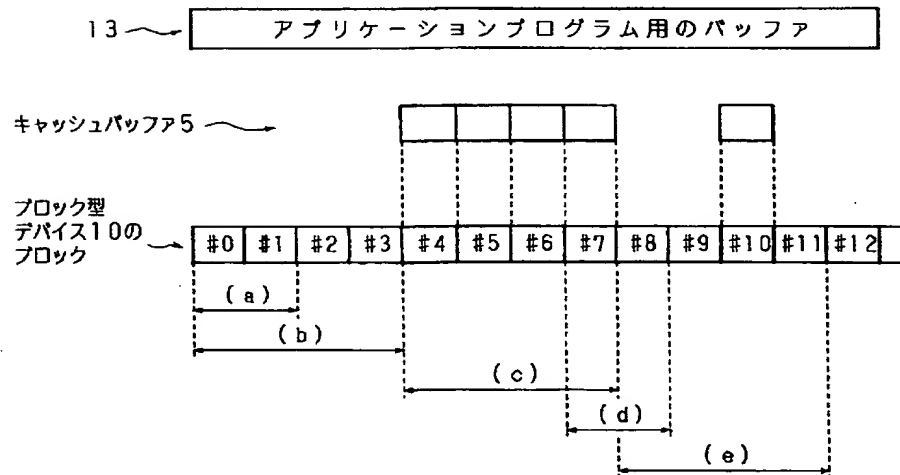 13
アプリケーションプログラム用のバッファ
キャッシュバッファ5
ブロック型
デバイス10の
ブロック
#0 #1 #2 #3 #4 #5 #6 #7 #8 #9 #10 #11 #12
(a)
(b)
(c)
(d)
(e)